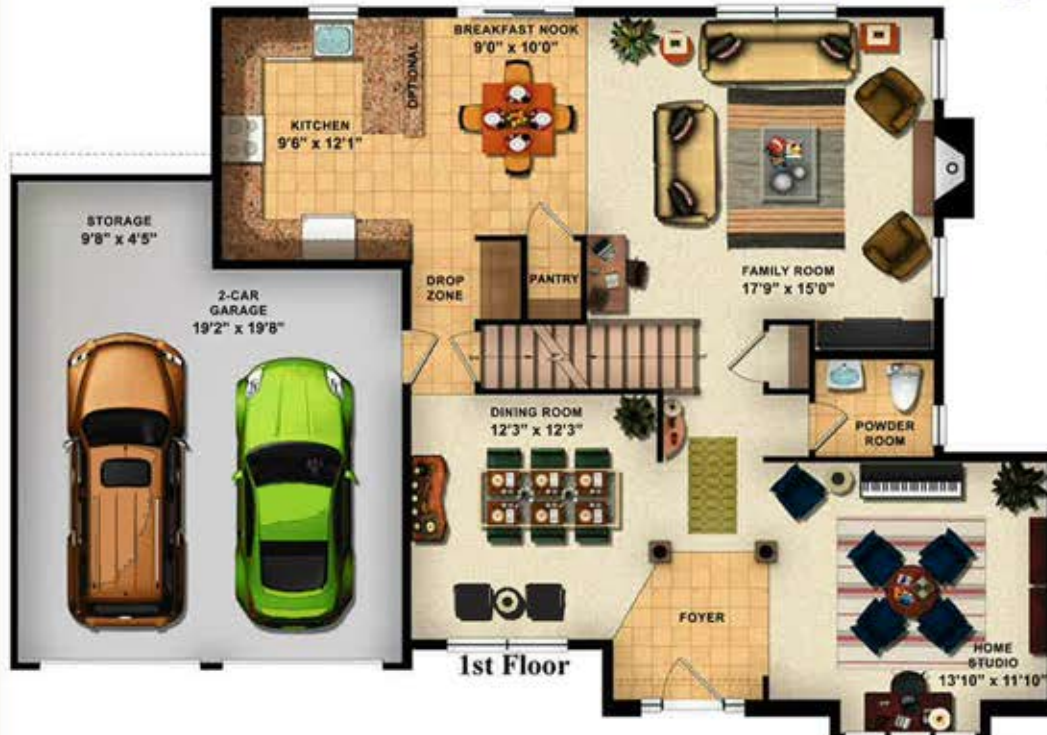 BREAKFAST NOOK
9'0" x 10'0"
OPTIONAL
KITCHEN
9'6" x 12'1"
STORAGE
9'8" x 4'5"
2-CAR
GARAGE
19'2" x 19'8"
DROP
ZONE
PANTRY
FAMILY ROOM
17'9" x 15'0"
DINING ROOM
12'3" x 12'3"
POWDER
ROOM
FOYER
HOME
STUDIO
13'10" x 11'10"
1st Floor